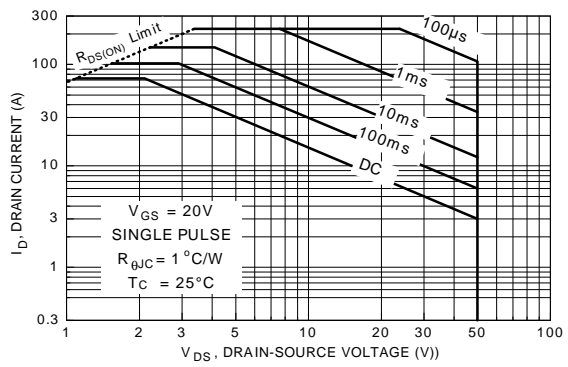 300
100
30
10
3
1
0.3
I_D, DRAIN CURRENT (A)
R_DS(ON) Limit
100µs
1ms
10ms
100ms
DC
V_GS = 20V
SINGLE PULSE
R_θJC = 1 °C/W
T_C = 25°C
1 2 3 5 10 20 30 50 100
V_DS, DRAIN-SOURCE VOLTAGE (V))